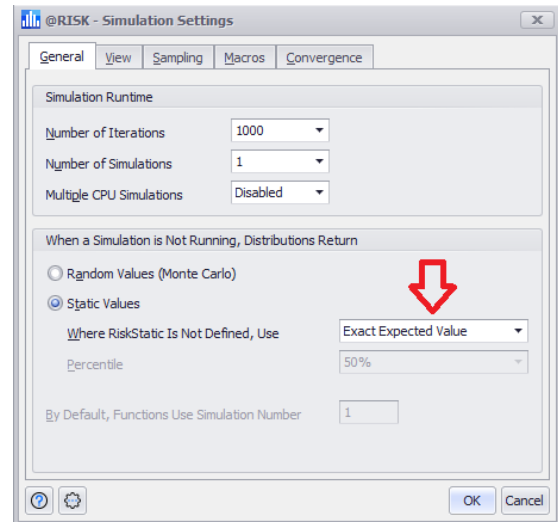 @RISK - Simulation Settings
General View Sampling Macros Convergence
Simulation Runtime
Number of Iterations 1000
Number of Simulations 1
Multiple CPU Simulations Disabled
When a Simulation is Not Running, Distributions Return
Random Values (Monte Carlo)
Static Values
Where RiskStatic Is Not Defined, Use Exact Expected Value
Percentile 50%
By Default, Functions Use Simulation Number 1
OK Cancel